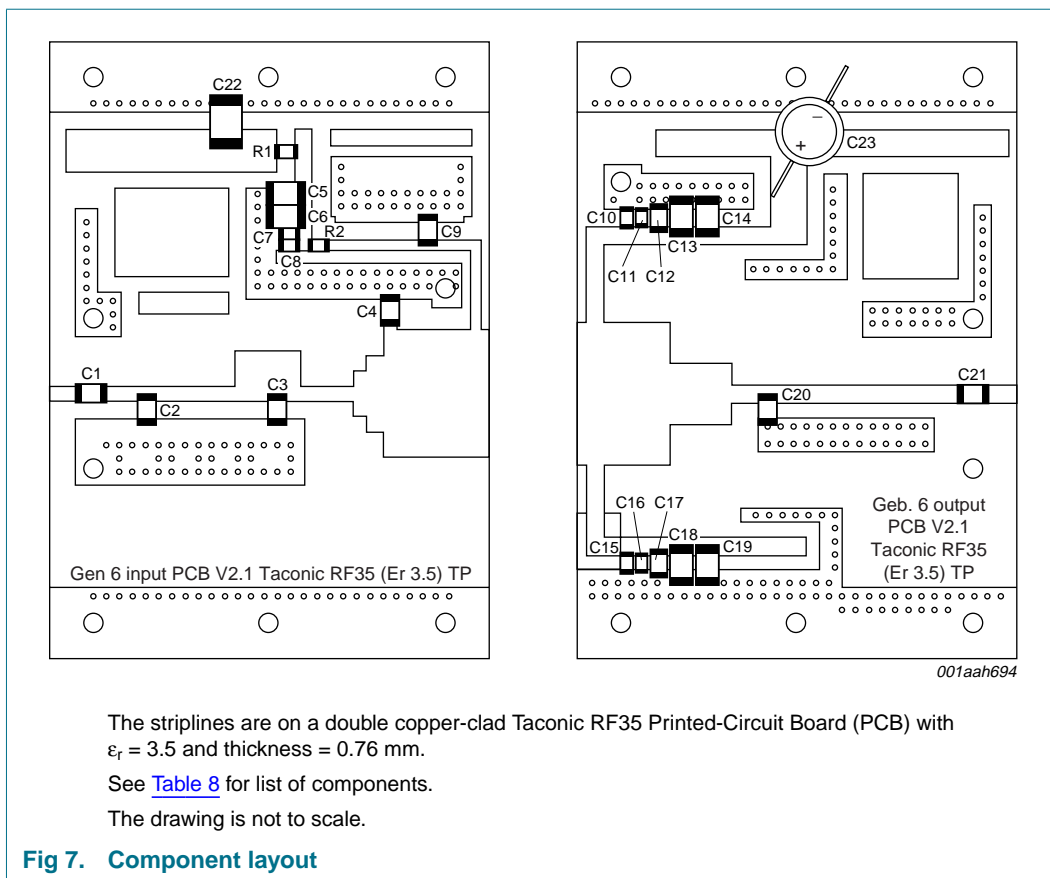 C22
R1
C5
C6
C7
R2
C8
C9
C4
C1
C3
C2
Gen 6 input PCB V2.1 Taconic RF35 (Er 3.5) TP
−
+
C23
C10
C14
C13
C11
C12
C21
C20
C16
C17
C15
C18
C19
Geb. 6 output
PCB V2.1
Taconic RF35
(Er 3.5) TP
001aah694
The striplines are on a double copper-clad Taconic RF35 Printed-Circuit Board (PCB) with
εr = 3.5 and thickness = 0.76 mm.
See Table 8 for list of components.
The drawing is not to scale.
Fig 7. Component layout